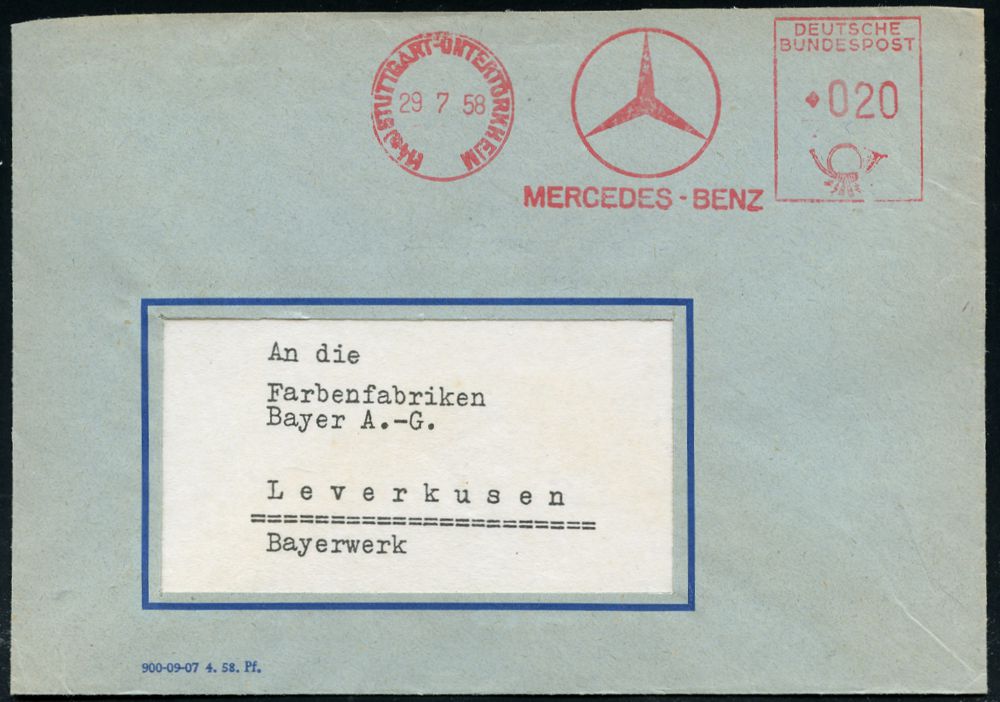 (14a) STUTTGART-UNTERTÜRKHEIM
29 7 58
MERCEDES-BENZ
DEUTSCHE
BUNDESPOST
020
An die
Farbenfabriken
Bayer A.-G.
Leverkusen
======================
Bayerwerk
900-09-07 4. 58. Pf.